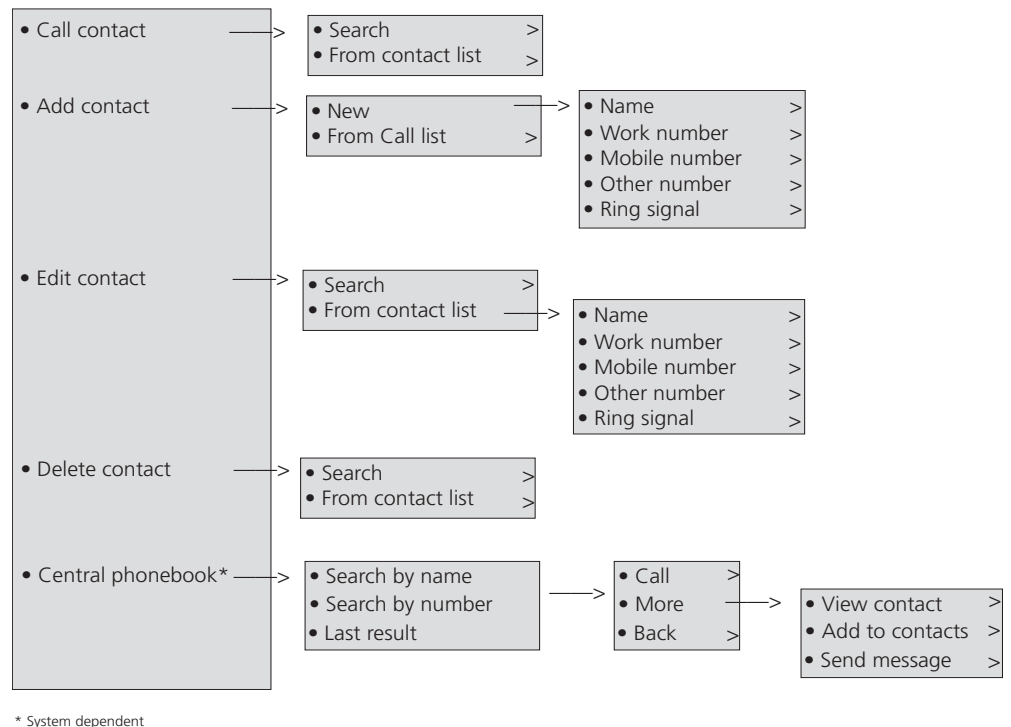 • Call contact >
• Search >
• From contact list >
• Add contact >
• New >
• From Call list >
• Name >
• Work number >
• Mobile number >
• Other number >
• Ring signal >
• Edit contact >
• Search >
• From contact list >
• Name >
• Work number >
• Mobile number >
• Other number >
• Ring signal >
• Delete contact >
• Search >
• From contact list >
• Central phonebook* >
• Search by name
• Search by number >
• Last result
• Call >
• More >
• Back >
• View contact >
• Add to contacts >
• Send message >
* System dependent